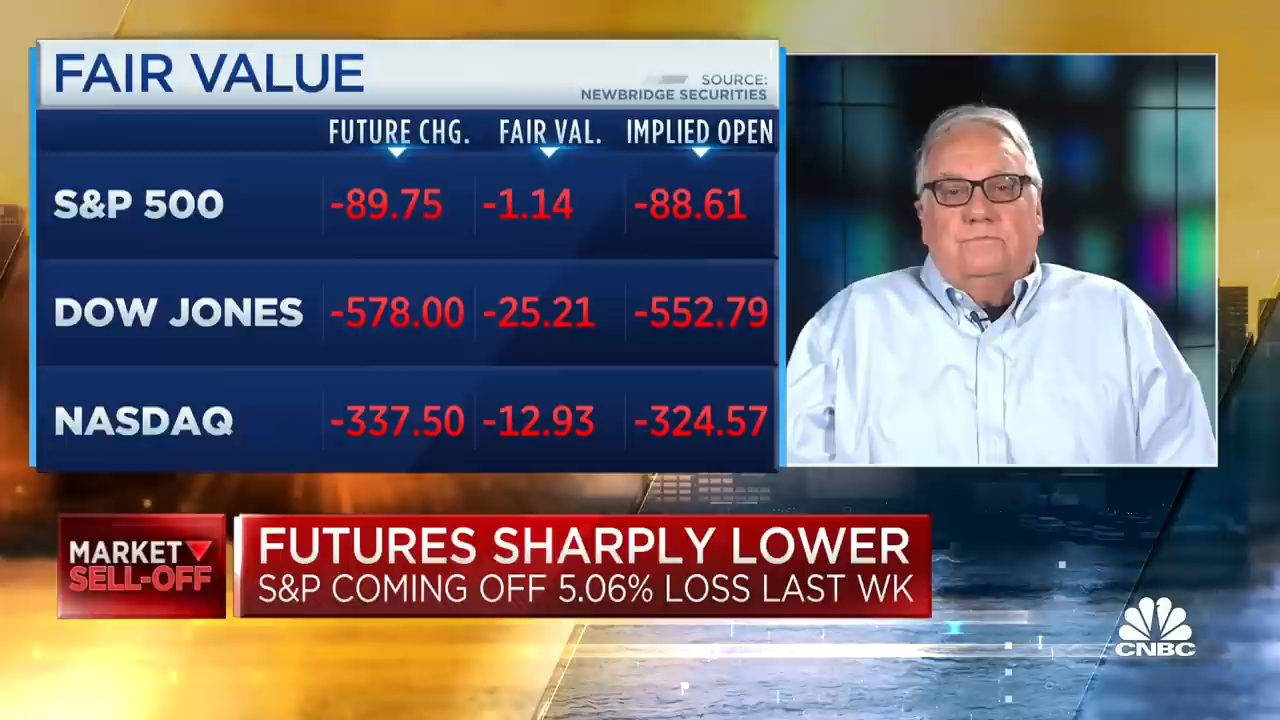 FAIR VALUE
SOURCE:
NEWBRIDGE SECURITIES
FUTURE CHG. FAIR VAL. IMPLIED OPEN
S&P 500 -89.75 -1.14 -88.61
DOW JONES -578.00 -25.21 -552.79
NASDAQ -337.50 -12.93 -324.57
MARKET
SELL-OFF
FUTURES SHARPLY LOWER
S&P COMING OFF 5.06% LOSS LAST WK
CNBC